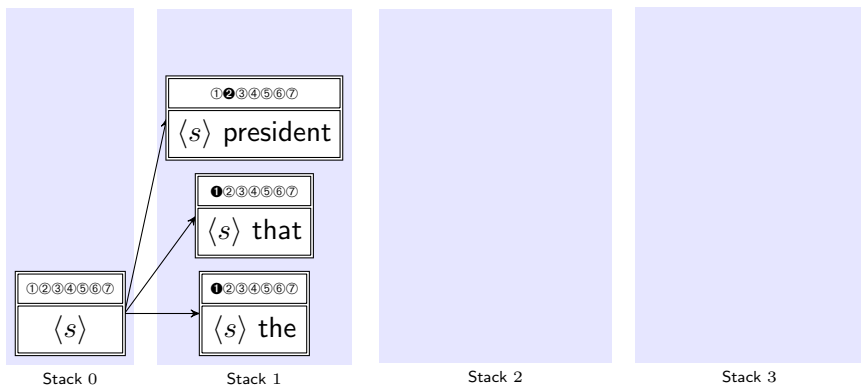 ①❷③④⑤⑥⑦
⟨s⟩ president
❶②③④⑤⑥⑦
⟨s⟩ that
①②③④⑤⑥⑦
⟨s⟩
❶②③④⑤⑥⑦
⟨s⟩ the
Stack 0
Stack 1
Stack 2
Stack 3